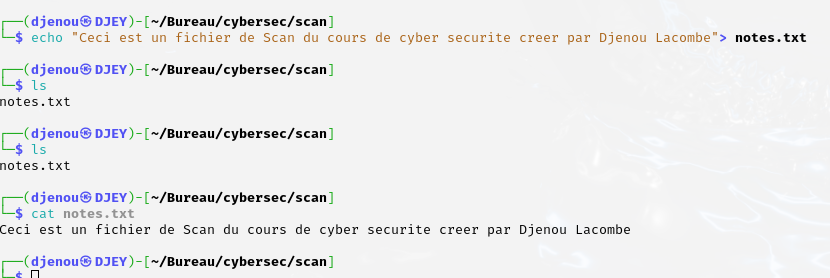 ┌──(djenou㉿DJEY)-[~/Bureau/cybersec/scan]
└─$ echo "Ceci est un fichier de Scan du cours de cyber securite creer par Djenou Lacombe"> notes.txt
┌──(djenou㉿DJEY)-[~/Bureau/cybersec/scan]
└─$ ls
notes.txt
┌──(djenou㉿DJEY)-[~/Bureau/cybersec/scan]
└─$ ls
notes.txt
┌──(djenou㉿DJEY)-[~/Bureau/cybersec/scan]
└─$ cat notes.txt
Ceci est un fichier de Scan du cours de cyber securite creer par Djenou Lacombe
┌──(djenou㉿DJEY)-[~/Bureau/cybersec/scan]
└─$